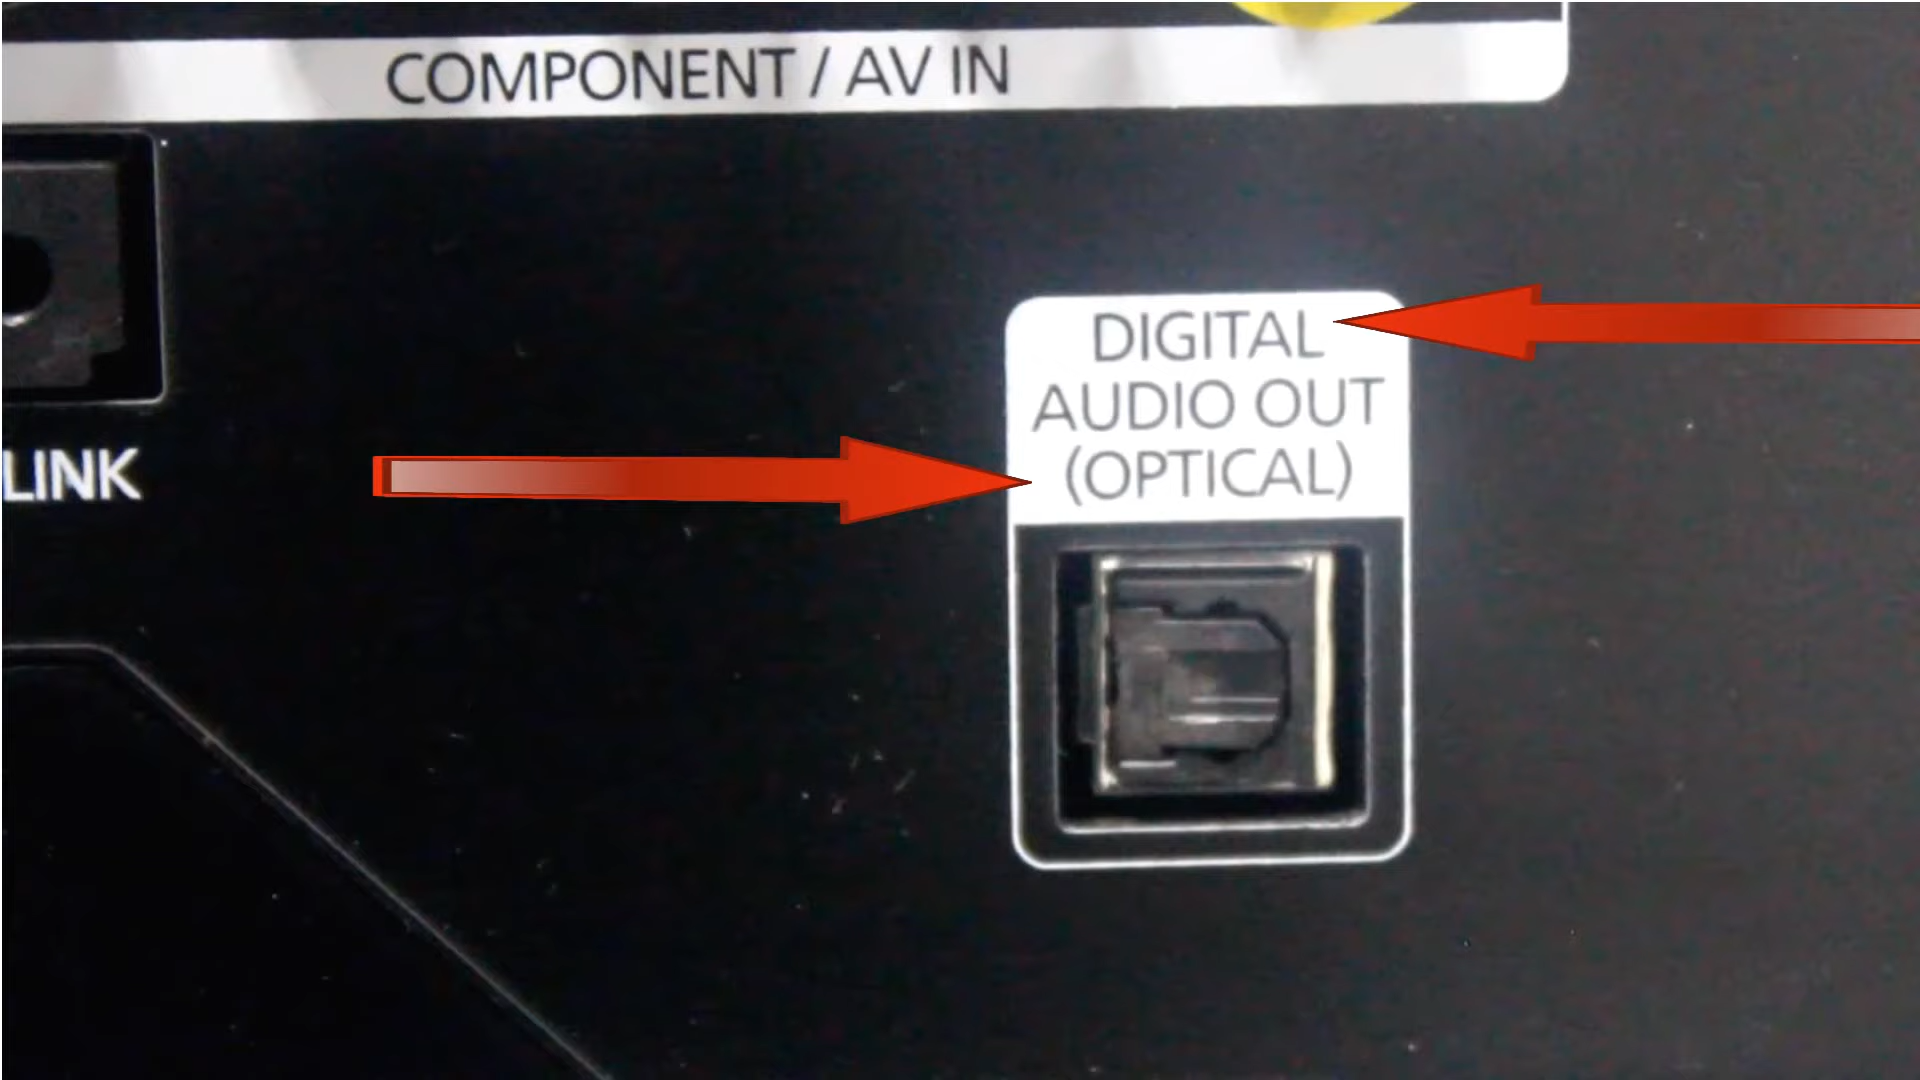 COMPONENT / AV IN
DIGITAL
AUDIO OUT
(OPTICAL)
LINK